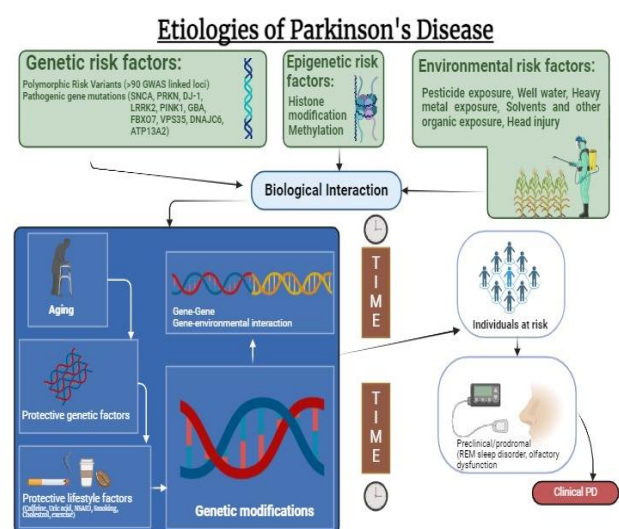 Etiologies of Parkinson's Disease
Genetic risk factors:
Polymorphic Risk Variants (>90 GWAS linked loci)
Pathogenic gene mutations (SNCA, PRKN, DJ-1,
LRRK2, PINK1, GBA,
FBXO7, VPS35, DNAJC6,
ATP13A2)
Epigenetic risk
factors:
Histone
modification
Methylation
Environmental risk factors:
Pesticide exposure, Well water, Heavy
metal exposure, Solvents and other
organic exposure, Head injury
Biological Interaction
Aging
Gene-Gene
Gene-environmental interaction
Protective genetic factors
Protective lifestyle factors
(Caffeine, Uric acid, NSAID, Smoking,
Cholestrol, exercise)
Genetic modifications
TIME
TIME
Individuals at risk
Preclinical/prodromal
(REM sleep disorder, olfactory
dysfunction
Clinical PD